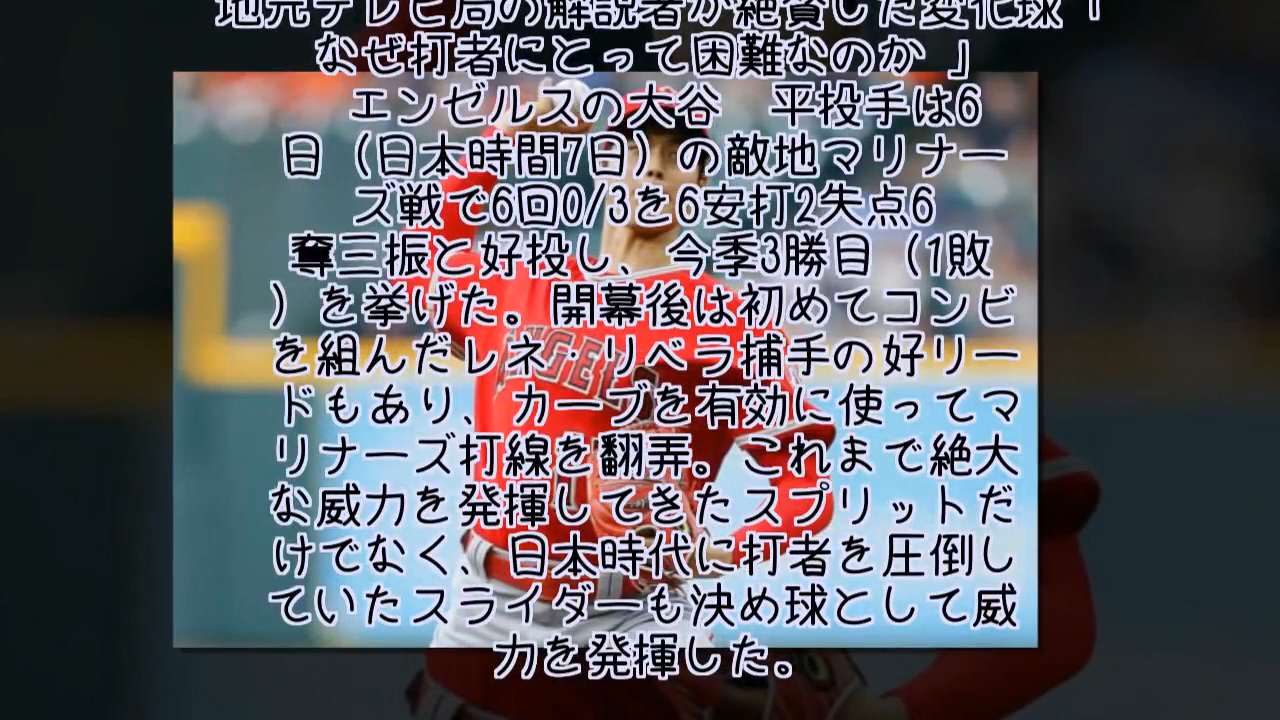 地元テレビ局の解説者が絶賛した変化球「
なぜ打者にとって困難なのか 」
エンゼルスの大谷　平投手は6
日（日本時間7日）の敵地マリナー
ズ戦で6回0/3を6安打2失点6
奪三振と好投し、今季3勝目（1敗
）を挙げた。開幕後は初めてコンビ
を組んだレネ・リベラ捕手の好リー
ドもあり、カーブを有効に使ってマ
リナーズ打線を翻弄。これまで絶大
な威力を発揮してきたスプリットだ
けでなく、日本時代に打者を圧倒し
ていたスライダーも決め球として威
力を発揮した。